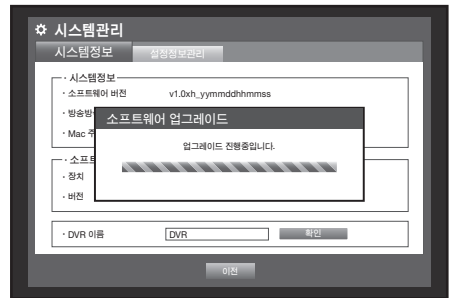 시스템관리
시스템정보 설정정보관리
· 시스템정보
· 소프트웨어 버전 v1.0xh_yymmddhhmmss
· 방송방
소프트웨어 업그레이드
· Mac 주
업그레이드 진행중입니다.
· 소프트
· 장치
· 버전
· DVR 이름 DVR 확인
이전